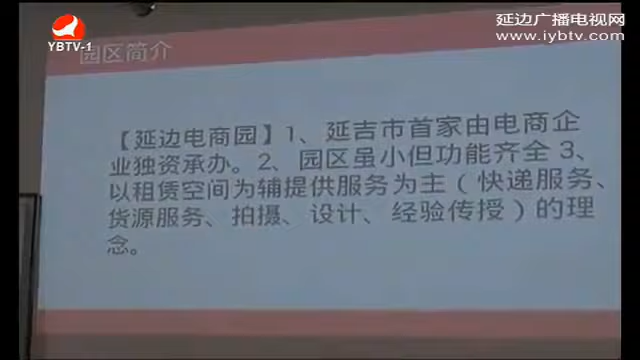 延边广播电视网
YBTV-1
www.iybtv.com
园区简介
【延边电商园】1、延吉市首家由电商企
业独资承办。2、园区虽小但功能齐全 3、
以租赁空间为辅提供服务为主（快递服务、
货源服务、拍摄、设计、经验传授）的理
念。